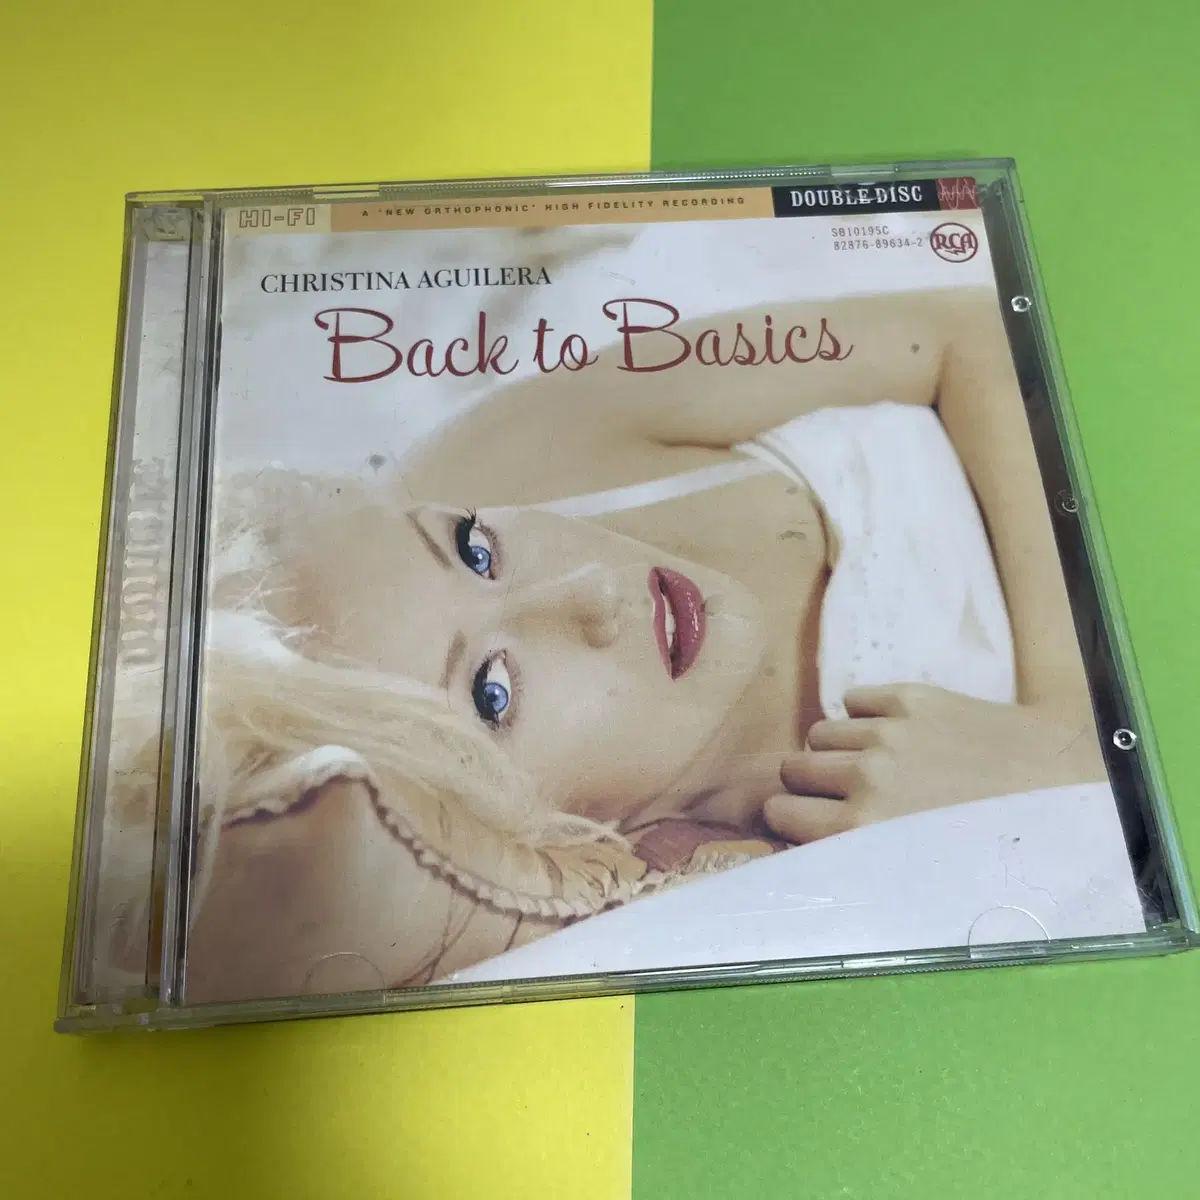 HI-FI
A "NEW ORTHOPHONIC" HIGH FIDELITY RECORDING
DOUBLE DISC
SB10195C
82876-89634-2
RCA
CHRISTINA AGUILERA
Back to Basics
DOUBLE